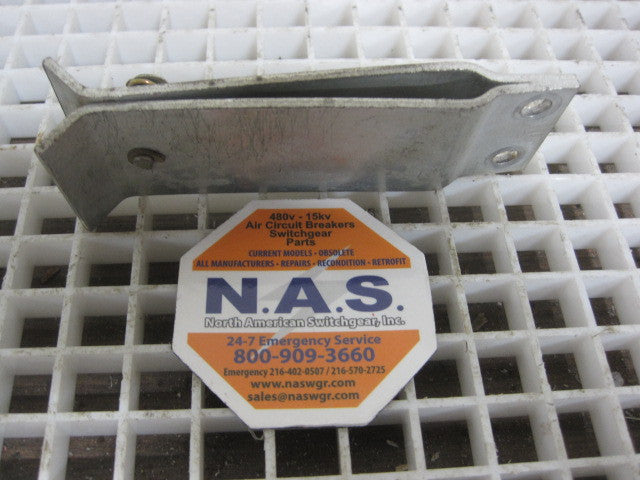 480v - 15kv
Air Circuit Breakers
Switchgear
Parts
CURRENT MODELS • OBSOLETE
ALL MANUFACTURERS • REPAIRS • RECONDITION • RETROFIT
N.A.S.
North American Switchgear, Inc.
24-7 Emergency Service
800-909-3660
Emergency 216-402-0507 / 216-570-2725
www.naswgr.com
sales@naswgr.com